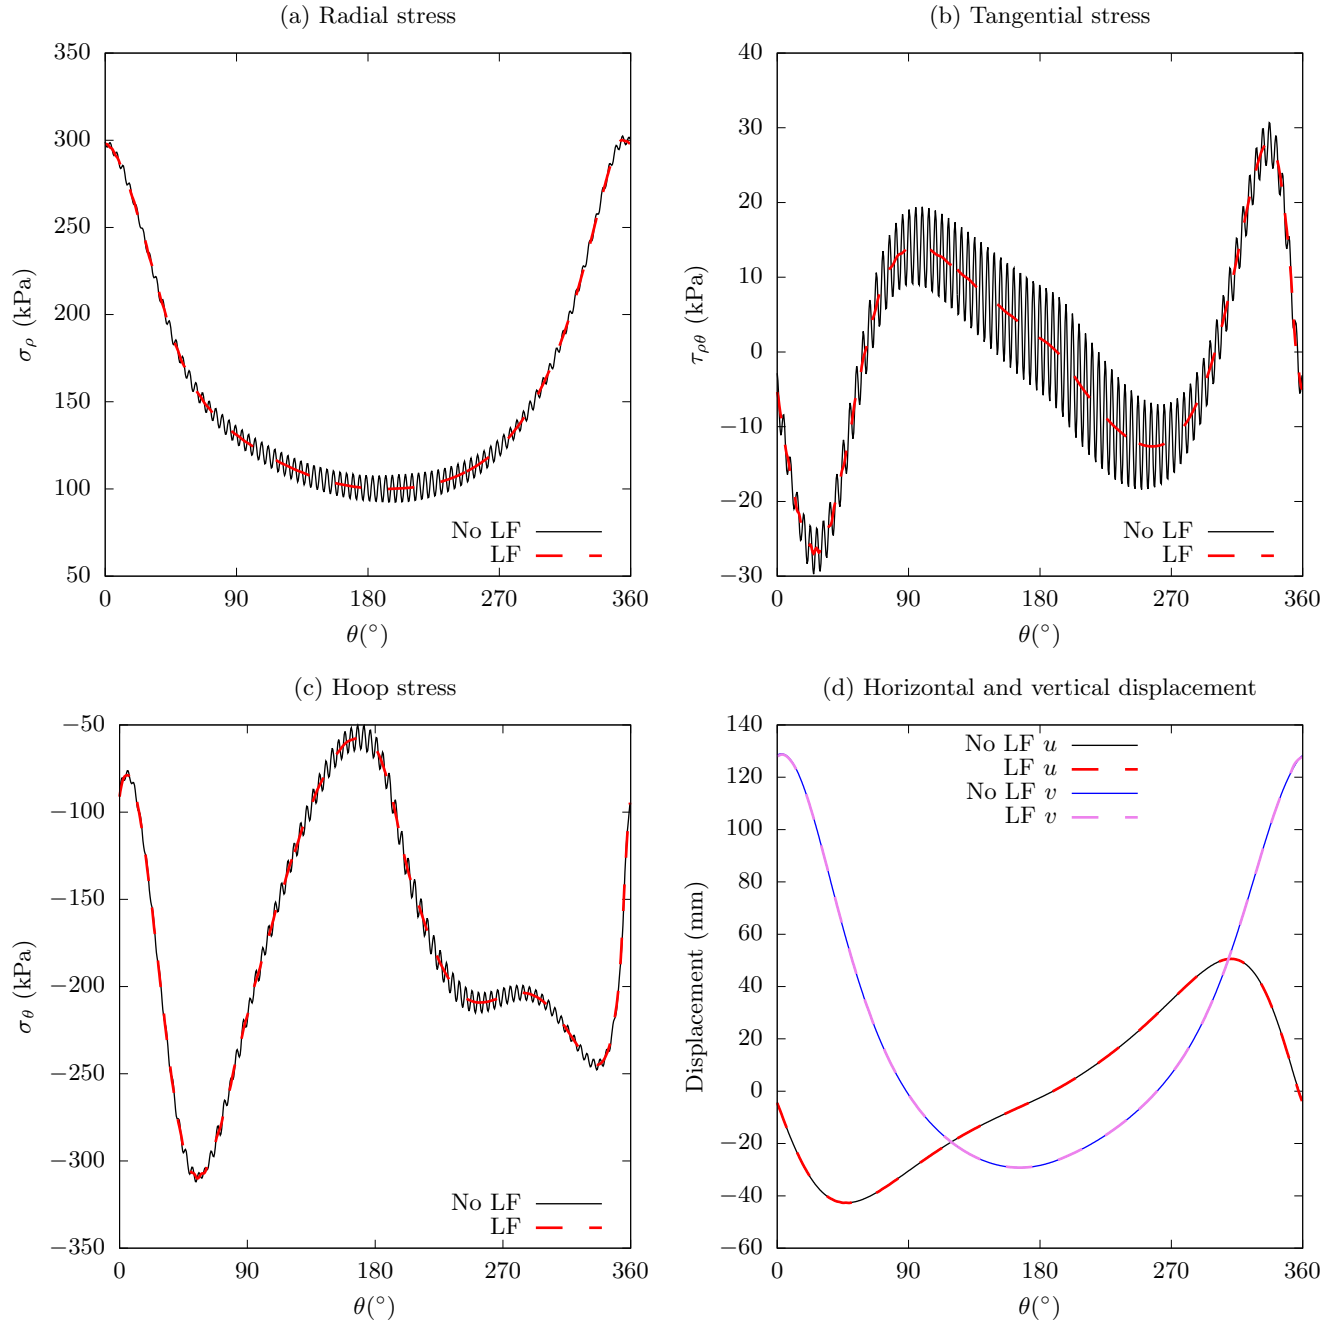 (a) Radial stress
350
300
250
200
150
100
50
σρ (kPa)
No LF
LF
0 90 180 270 360
θ(°)
(b) Tangential stress
40
30
20
10
0
−10
−20
−30
τρθ (kPa)
No LF
LF
0 90 180 270 360
θ(°)
(c) Hoop stress
−50
−100
−150
−200
−250
−300
−350
σθ (kPa)
No LF
LF
0 90 180 270 360
θ(°)
(d) Horizontal and vertical displacement
140
120
100
80
60
40
20
0
−20
−40
−60
Displacement (mm)
No LF u
LF u
No LF v
LF v
0 90 180 270 360
θ(°)